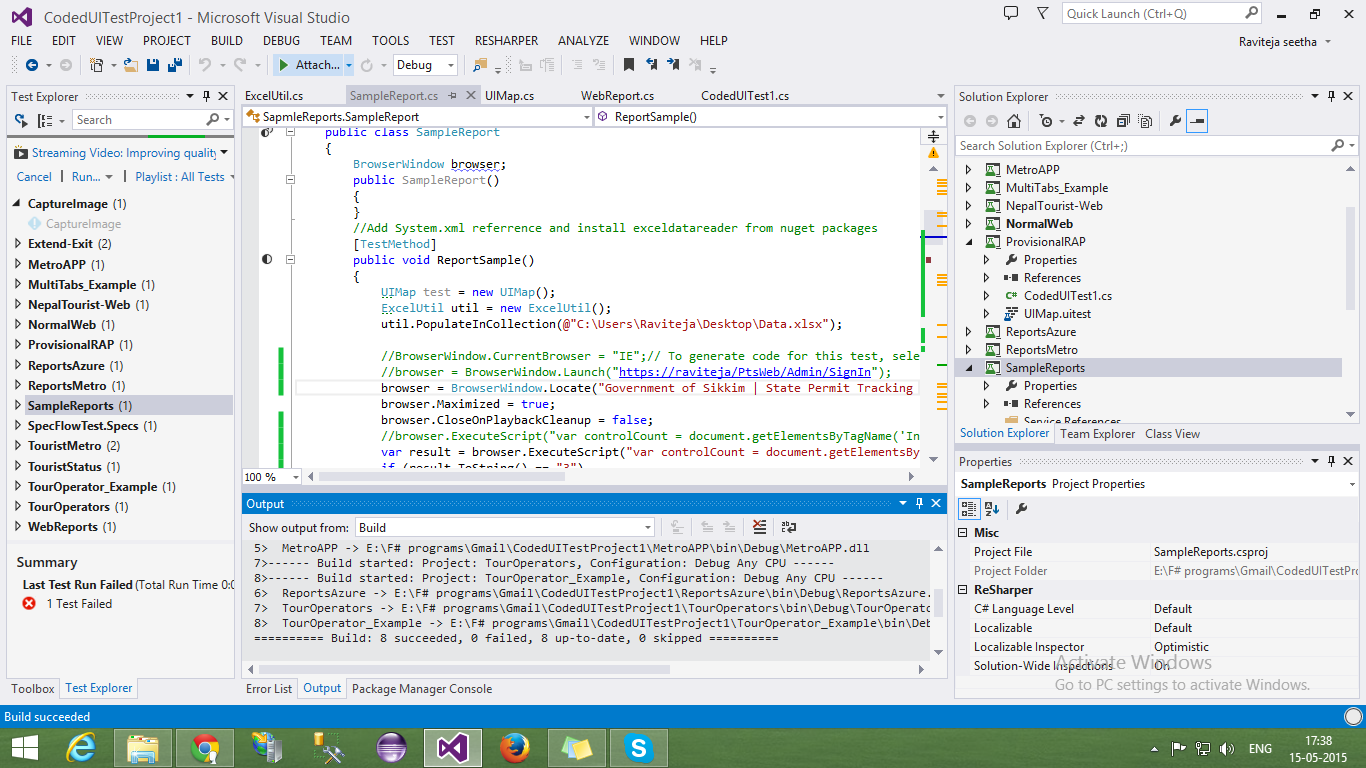 CodedUITestProject1 - Microsoft Visual Studio
Quick Launch (Ctrl+Q)
FILE EDIT VIEW PROJECT BUILD DEBUG TEAM TOOLS TEST RESHARPER ANALYZE WINDOW HELP
Raviteja seetha
Attach... Debug
Test Explorer
Search
Streaming Video: Improving quality
Cancel | Run... | Playlist : All Tests
CaptureImage (1)
CaptureImage
Extend-Exit (2)
MetroAPP (1)
MultiTabs_Example (1)
NepalTourist-Web (1)
NormalWeb (1)
ProvisionalRAP (1)
ReportsAzure (1)
ReportsMetro (1)
SampleReports (1)
SpecFlowTest.Specs (1)
TouristMetro (2)
TouristStatus (1)
TourOperator_Example (1)
TourOperators (1)
WebReports (1)
Summary
Last Test Run Failed (Total Run Time 0:0
1 Test Failed
Toolbox Test Explorer
ExcelUtil.cs SampleReport.cs UIMap.cs WebReport.cs CodedUITest1.cs
SapmleReports.SampleReport ReportSample()
public class SampleReport
{
BrowserWindow browser;
public SampleReport()
{
}
//Add System.xml referrence and install exceldatareader from nuget packages
[TestMethod]
public void ReportSample()
{
UIMap test = new UIMap();
ExcelUtil util = new ExcelUtil();
util.PopulateInCollection(@"C:\Users\Raviteja\Desktop\Data.xlsx");
//BrowserWindow.CurrentBrowser = "IE";// To generate code for this test, sele
//browser = BrowserWindow.Launch("https://raviteja/PtsWeb/Admin/SignIn");
browser = BrowserWindow.Locate("Government of Sikkim | State Permit Tracking
browser.Maximized = true;
browser.CloseOnPlaybackCleanup = false;
//browser.ExecuteScript("var controlCount = document.getElementsByTagName('In
var result = browser.ExecuteScript("var controlCount = document.getElementsBy
if (result.ToString() == "3")
100 %
Output
Show output from: Build
5> MetroAPP -> E:\F# programs\Gmail\CodedUITestProject1\MetroAPP\bin\Debug\MetroAPP.dll
7>------ Build started: Project: TourOperators, Configuration: Debug Any CPU ------
8>------ Build started: Project: TourOperator_Example, Configuration: Debug Any CPU ------
6> ReportsAzure -> E:\F# programs\Gmail\CodedUITestProject1\ReportsAzure\bin\Debug\ReportsAzure.
7> TourOperators -> E:\F# programs\Gmail\CodedUITestProject1\TourOperators\bin\Debug\TourOperato
8> TourOperator_Example -> E:\F# programs\Gmail\CodedUITestProject1\TourOperator_Example\bin\Deb
========== Build: 8 succeeded, 0 failed, 8 up-to-date, 0 skipped ==========
Error List Output Package Manager Console
Solution Explorer
Search Solution Explorer (Ctrl+;)
MetroAPP
MultiTabs_Example
NepalTourist-Web
NormalWeb
ProvisionalRAP
Properties
References
C# CodedUITest1.cs
UIMap.uitest
ReportsAzure
ReportsMetro
SampleReports
Properties
References
Service References
Solution Explorer Team Explorer Class View
Properties
SampleReports Project Properties
Misc
Project File SampleReports.csproj
Project Folder E:\F# programs\Gmail\CodedUITestPr
ReSharper
C# Language Level Default
Localizable Default
Localizable Inspector Optimistic
Solution-Wide Inspections On
Activate Windows
Go to PC settings to activate Windows.
Build succeeded
ENG
17:38
15-05-2015